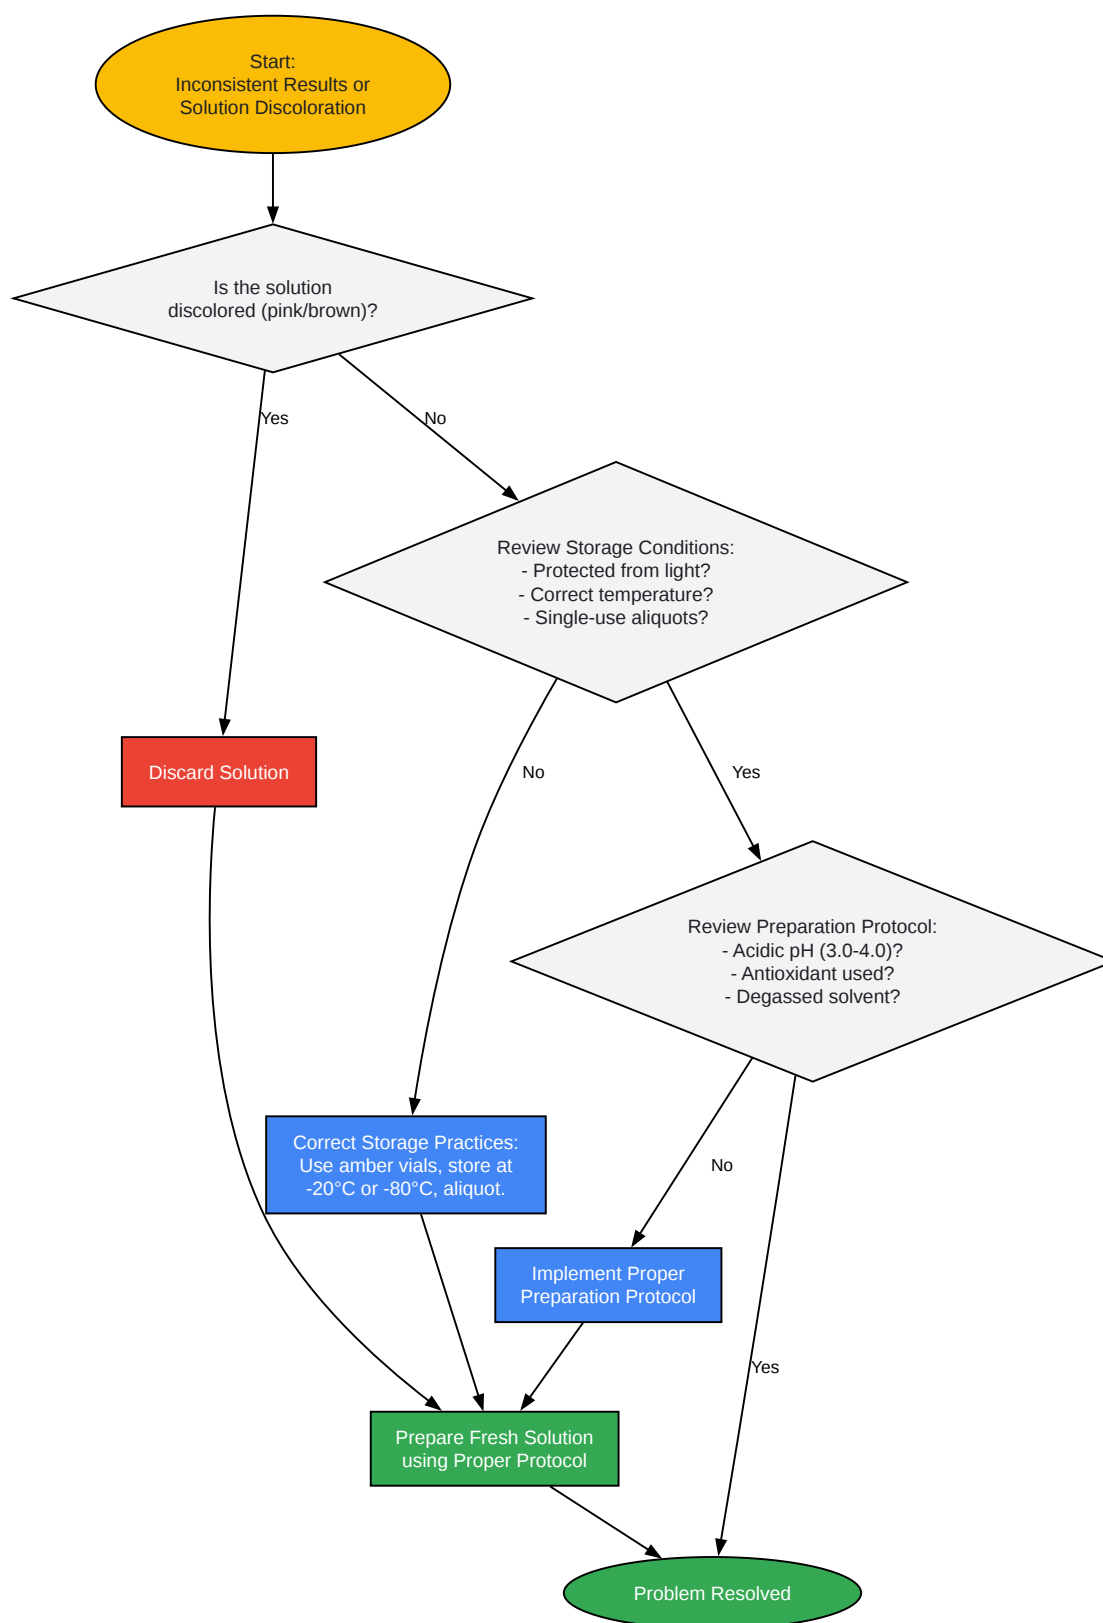 Start:
Inconsistent Results or
Solution Discoloration
Is the solution
discolored (pink/brown)?
Yes
No
Review Storage Conditions:
- Protected from light?
- Correct temperature?
- Single-use aliquots?
Discard Solution
No
Yes
Review Preparation Protocol:
- Acidic pH (3.0-4.0)?
- Antioxidant used?
- Degassed solvent?
Correct Storage Practices:
Use amber vials, store at
-20°C or -80°C, aliquot.
No
Implement Proper
Preparation Protocol
Yes
Prepare Fresh Solution
using Proper Protocol
Problem Resolved